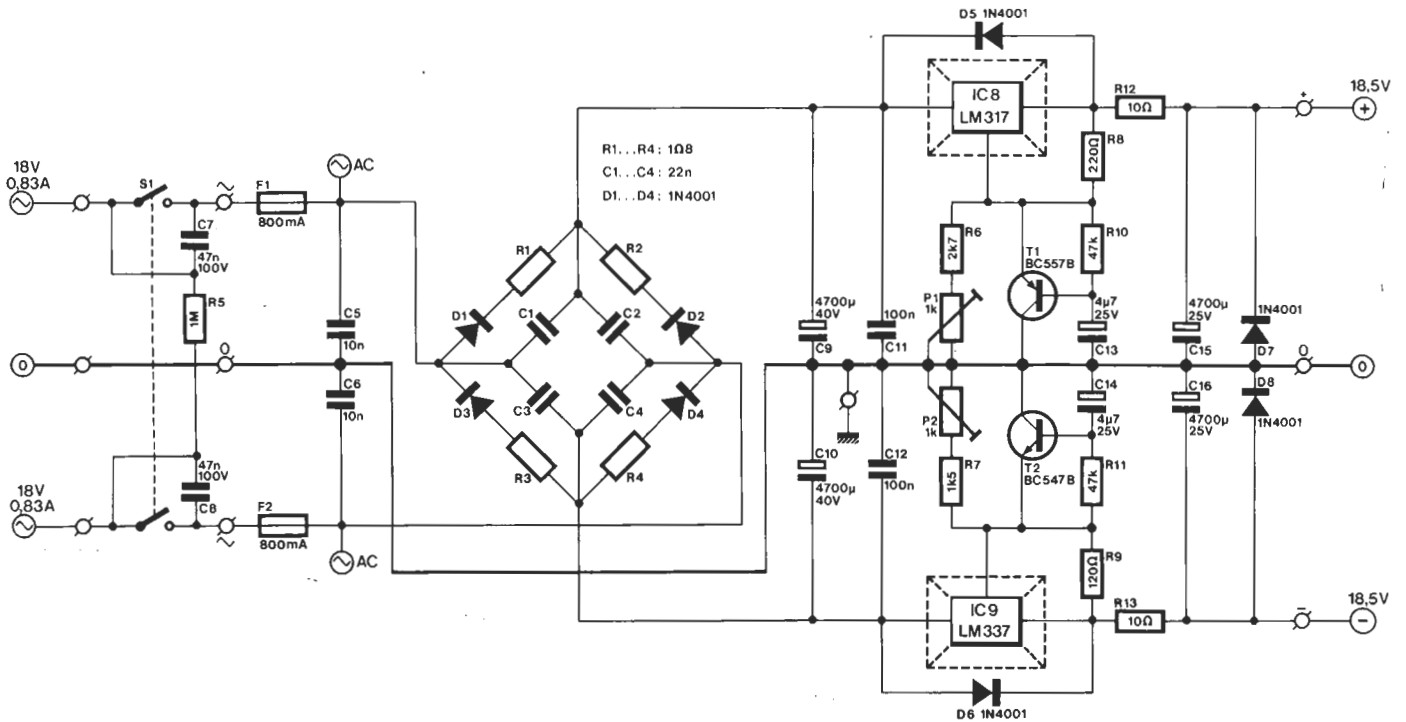 D5 1N4001
IC8
LM317
R12
10Ω
+
18,5V
+
R8
220Ω
R1...R4: 1Ω8
C1...C4: 22n
D1...D4: 1N4001
18V
0,83A
S1
F1
800mA
AC
C7
47n
100V
R5
1M
C5
10n
C6
10n
0
0
R1
R2
D1
C1
C2
D2
D3
C3
C4
D4
R3
R4
R6
2k7
R10
47k
T1
BC557B
P1
1k
4700µ
40V
C9
100n
C11
4µ7
25V
C13
4700µ
25V
C15
1N4001
D7
0
0
D8
1N4001
P2
1k
C14
4µ7
25V
C16
4700µ
25V
C10
4700µ
40V
C12
100n
R7
1k5
T2
BC547B
R11
47k
47n
100V
C8
18V
0,83A
F2
800mA
AC
R9
120Ω
IC9
LM337
R13
10Ω
–
18,5V
–
D6 1N4001